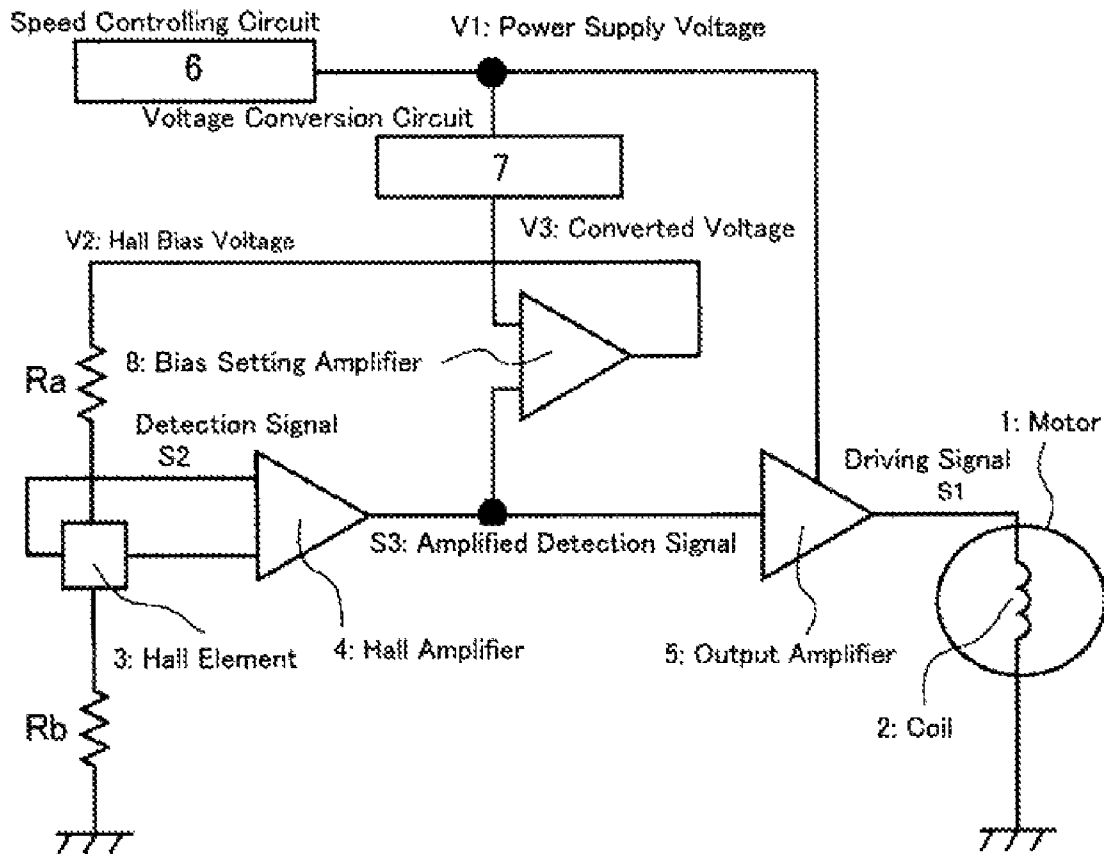 Speed Controlling Circuit
V1: Power Supply Voltage
6
Voltage Conversion Circuit
7
V2: Hall Bias Voltage
V3: Converted Voltage
8: Bias Setting Amplifier
Ra
Detection Signal
S2
1: Motor
Driving Signal
S1
S3: Amplified Detection Signal
3: Hall Element
4: Hall Amplifier
5: Output Amplifier
Rb
2: Coil